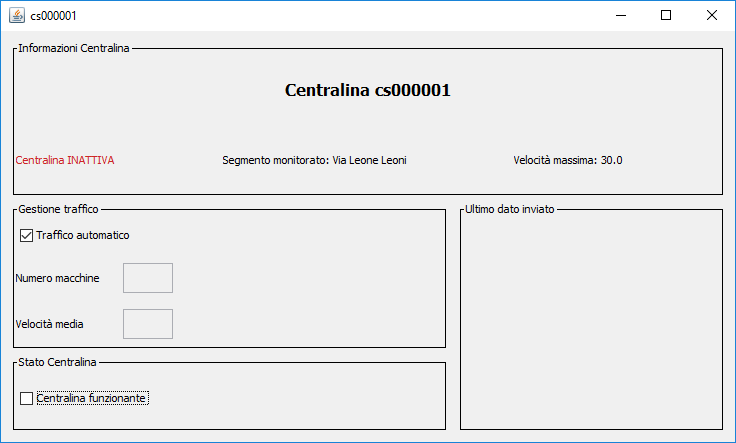 cs000001
Informazioni Centralina
Centralina cs000001
Centralina INATTIVA
Segmento monitorato: Via Leone Leoni
Velocità massima: 30.0
Gestione traffico
Traffico automatico
Numero macchine
Velocità media
Stato Centralina
Centralina funzionante
Ultimo dato inviato